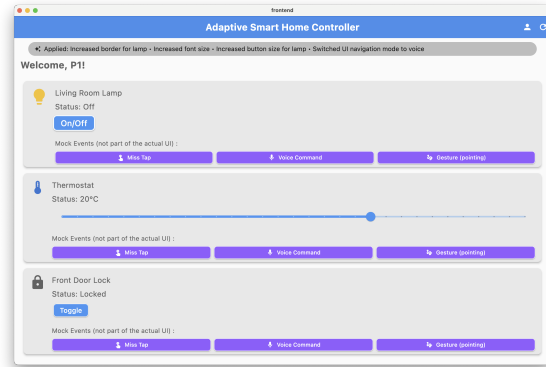 frontend
Adaptive Smart Home Controller
Applied: Increased border for lamp • Increased font size • Increased button size for lamp • Switched UI navigation mode to voice
Welcome, P1!
Living Room Lamp
Status: Off
On/Off
Mock Events (not part of the actual UI) :
Miss Tap Voice Command Gesture (pointing)
Thermostat
Status: 20°C
Mock Events (not part of the actual UI) :
Miss Tap Voice Command Gesture (pointing)
Front Door Lock
Status: Locked
Toggle
Mock Events (not part of the actual UI) :
Miss Tap Voice Command Gesture (pointing)